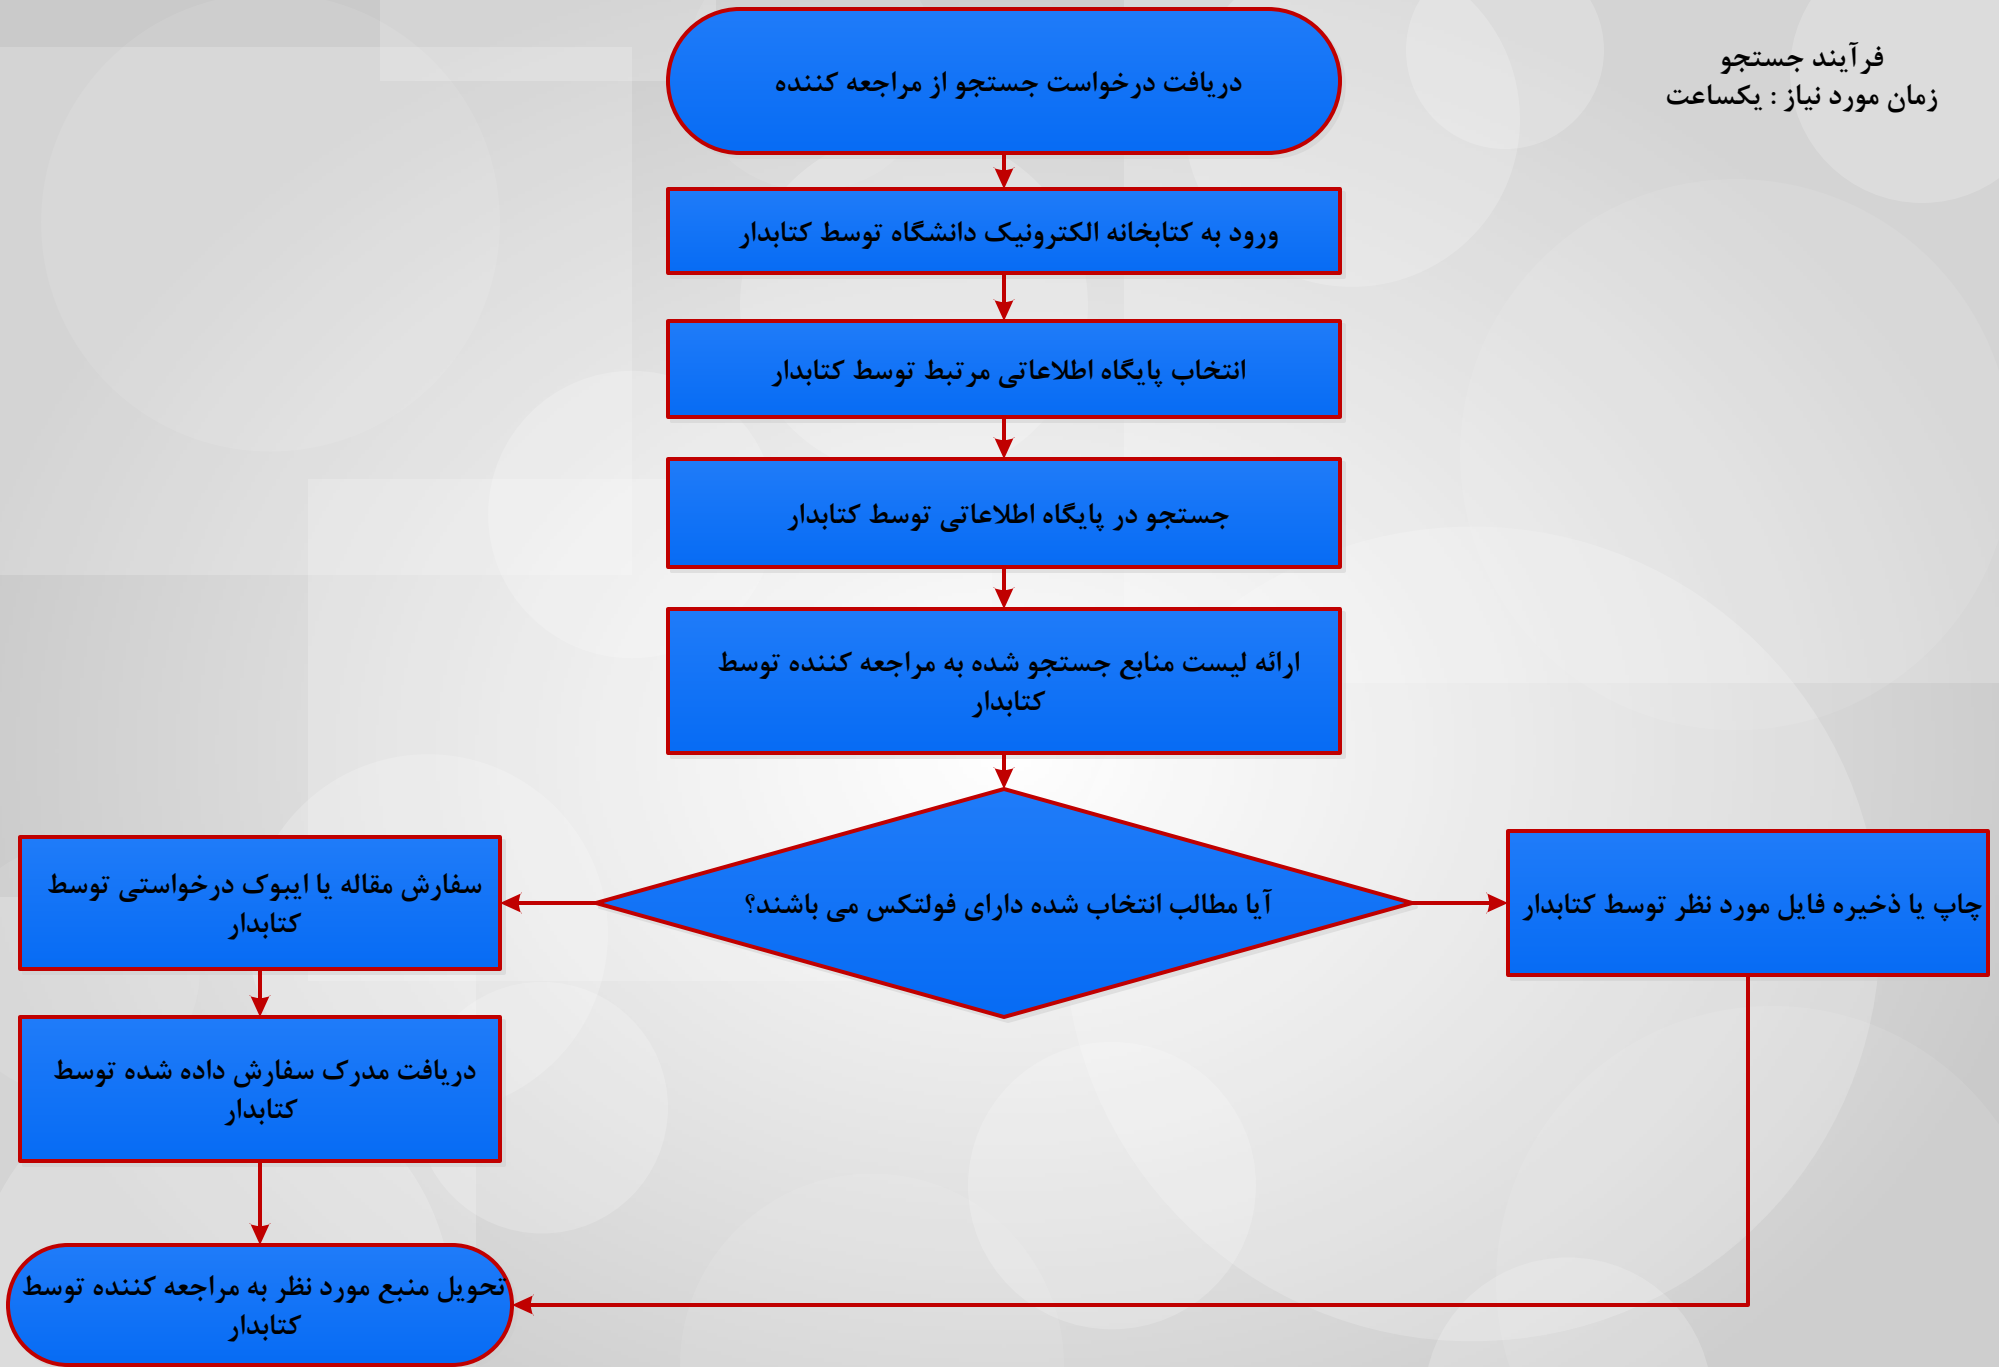 فرآیند جستجو
زمان مورد نیاز : یکساعت
دریافت درخواست جستجو از مراجعه کننده
ورود به کتابخانه الکترونیک دانشگاه توسط کتابدار
انتخاب پایگاه اطلاعاتی مرتبط توسط کتابدار
جستجو در پایگاه اطلاعاتی توسط کتابدار
ارائه لیست منابع جستجو شده به مراجعه کننده توسط
کتابدار
آیا مطالب انتخاب شده دارای فولتکس می باشند؟
چاپ یا ذخیره فایل مورد نظر توسط کتابدار
سفارش مقاله یا ایبوک درخواستی توسط
کتابدار
دریافت مدرک سفارش داده شده توسط
کتابدار
تحویل منبع مورد نظر به مراجعه کننده توسط
کتابدار